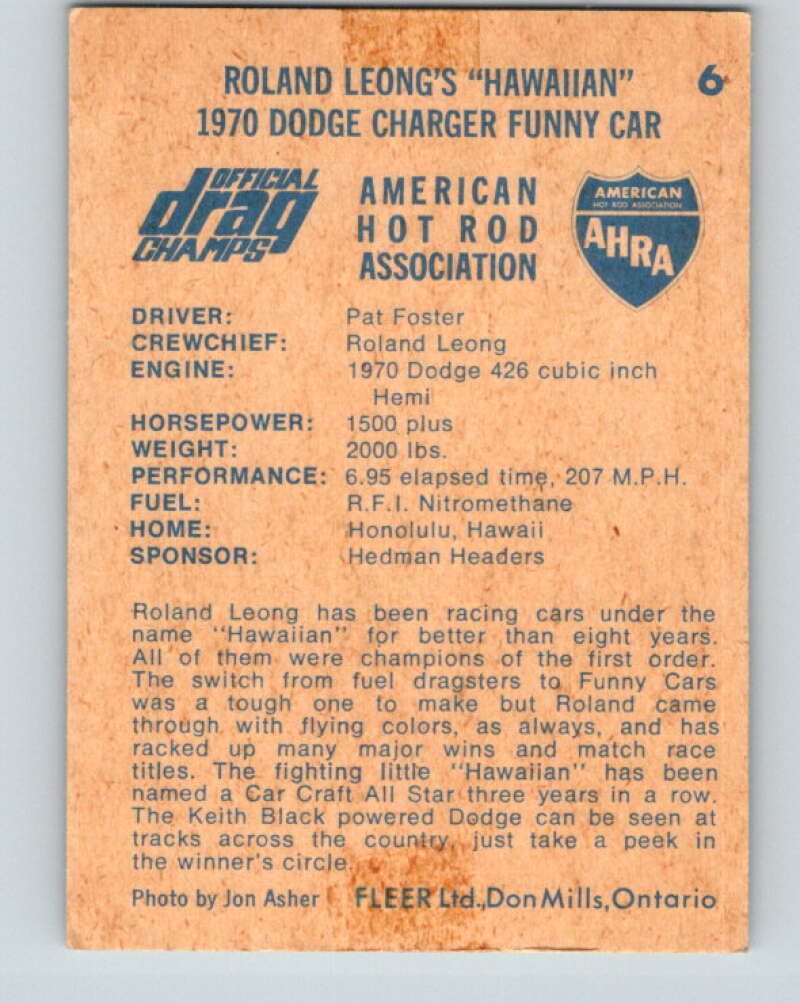 ROLAND LEONG'S "HAWAIIAN" 6
1970 DODGE CHARGER FUNNY CAR
OFFICIAL
drag
CHAMPS
AMERICAN
HOT ROD
ASSOCIATION
AMERICAN
HOT ROD ASSOCIATION
AHRA
DRIVER: Pat Foster
CREWCHIEF: Roland Leong
ENGINE: 1970 Dodge 426 cubic inch
Hemi
HORSEPOWER: 1500 plus
WEIGHT: 2000 lbs.
PERFORMANCE: 6.95 elapsed time, 207 M.P.H.
FUEL: R.F.I. Nitromethane
HOME: Honolulu, Hawaii
SPONSOR: Hedman Headers
Roland Leong has been racing cars under the
name "Hawaiian" for better than eight years.
All of them were champions of the first order.
The switch from fuel dragsters to Funny Cars
was a tough one to make but Roland came
through with flying colors, as always, and has
racked up many major wins and match race
titles. The fighting little "Hawaiian" has been
named a Car Craft All Star three years in a row.
The Keith Black powered Dodge can be seen at
tracks across the country, just take a peek in
the winner's circle.
Photo by Jon Asher FLEER Ltd., Don Mills, Ontario